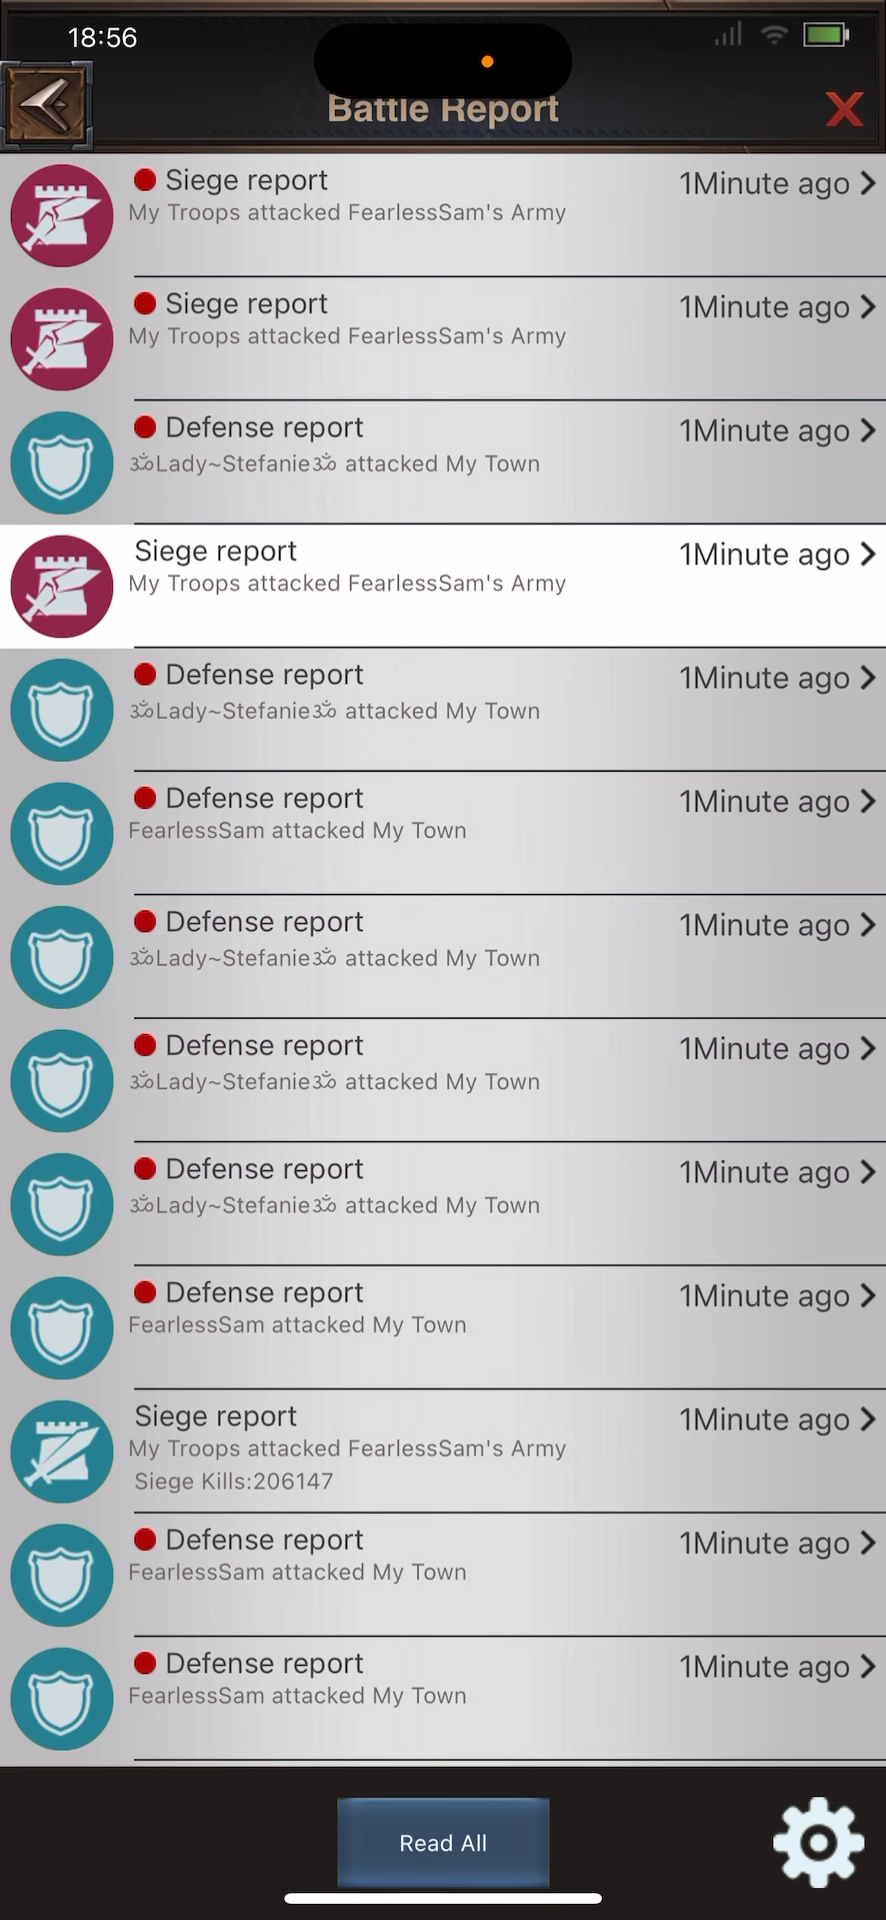 18:56
Battle Report
Siege report 1Minute ago
My Troops attacked FearlessSam's Army
Siege report 1Minute ago
My Troops attacked FearlessSam's Army
Defense report 1Minute ago
ॐLady~Stefanieॐ attacked My Town
Siege report 1Minute ago
My Troops attacked FearlessSam's Army
Defense report 1Minute ago
ॐLady~Stefanieॐ attacked My Town
Defense report 1Minute ago
FearlessSam attacked My Town
Defense report 1Minute ago
ॐLady~Stefanieॐ attacked My Town
Defense report 1Minute ago
ॐLady~Stefanieॐ attacked My Town
Defense report 1Minute ago
ॐLady~Stefanieॐ attacked My Town
Defense report 1Minute ago
FearlessSam attacked My Town
Siege report 1Minute ago
My Troops attacked FearlessSam's Army
Siege Kills:206147
Defense report 1Minute ago
FearlessSam attacked My Town
Defense report 1Minute ago
FearlessSam attacked My Town
Read All